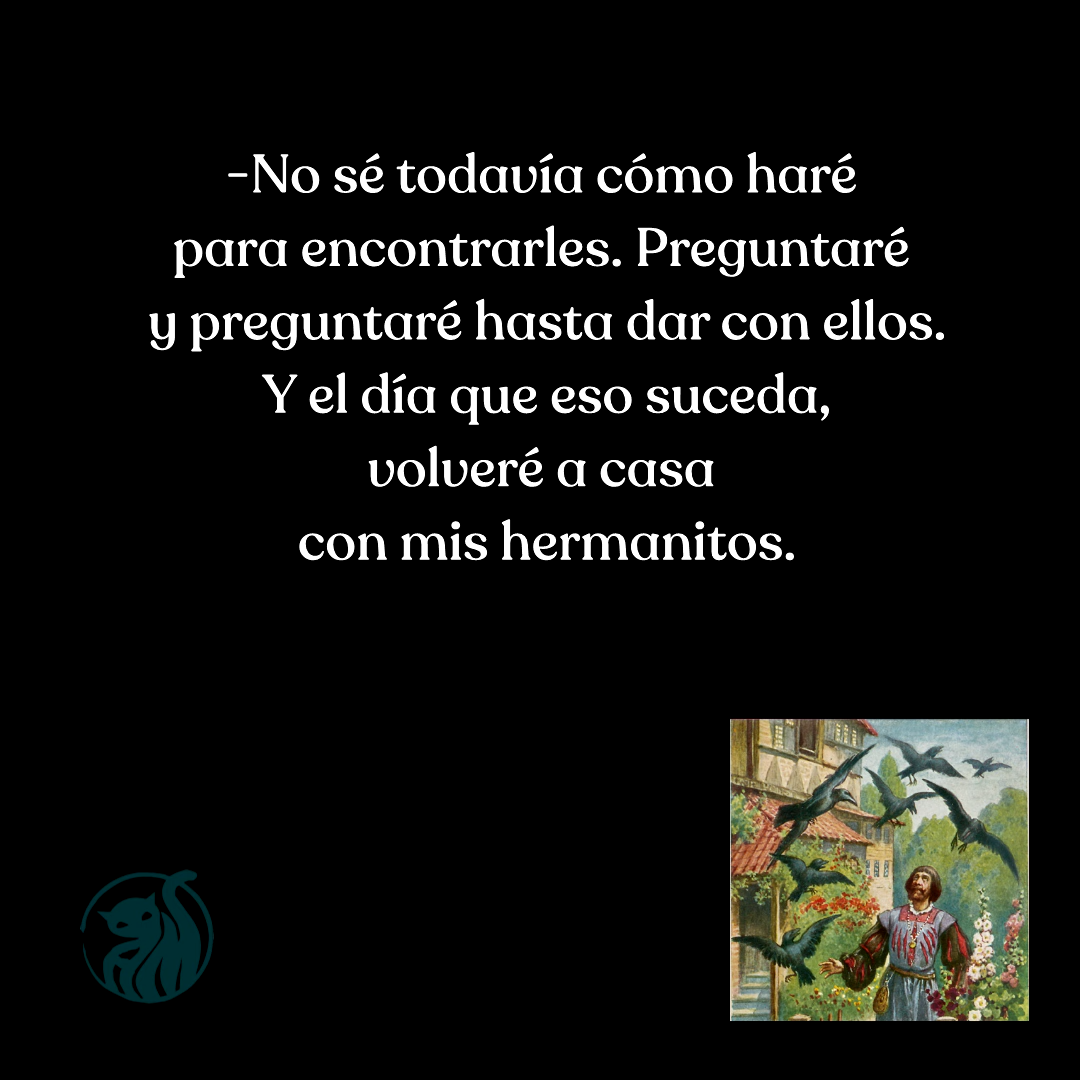 -No sé todavía cómo haré
para encontrarles. Preguntaré
y preguntaré hasta dar con ellos.
Y el día que eso suceda,
volveré a casa
con mis hermanitos.